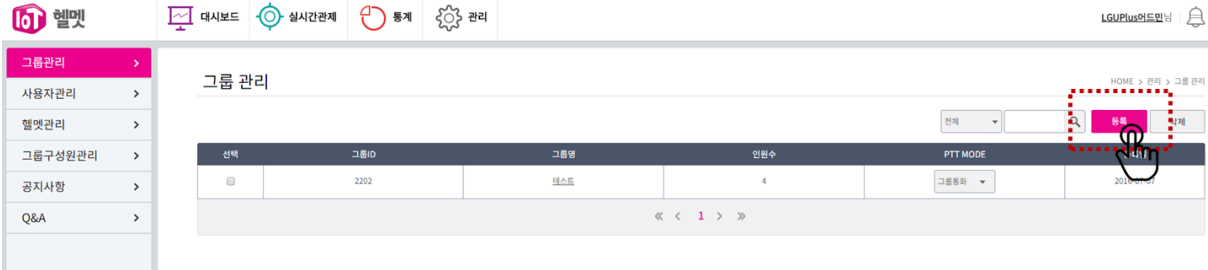 IoT 헬멧
대시보드 실시간관제 통계 관리 LGUPlus어드민님
그룹관리
사용자관리
헬멧관리
그룹구성원관리
공지사항
Q&A
그룹 관리
HOME > 관리 > 그룹 관리
전체 등록 삭제
선택 그룹ID 그룹명 인원수 PTT MODE
2202 테스트 4 그룹통화 2016-07-07
« < 1 > »